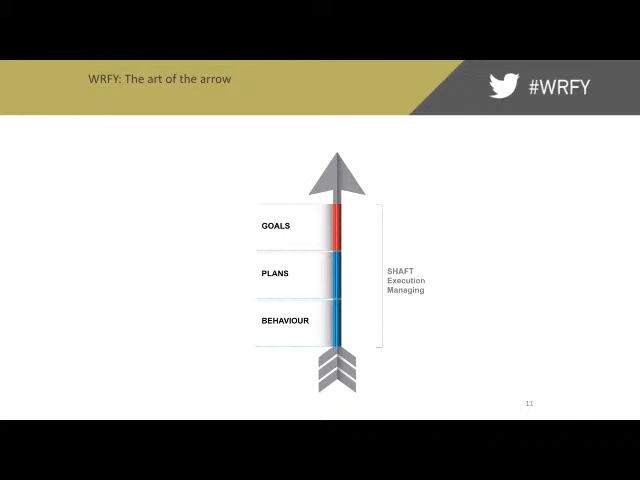 WRFY: The art of the arrow
#WRFY
GOALS
PLANS
BEHAVIOUR
SHAFT
Execution
Managing
11